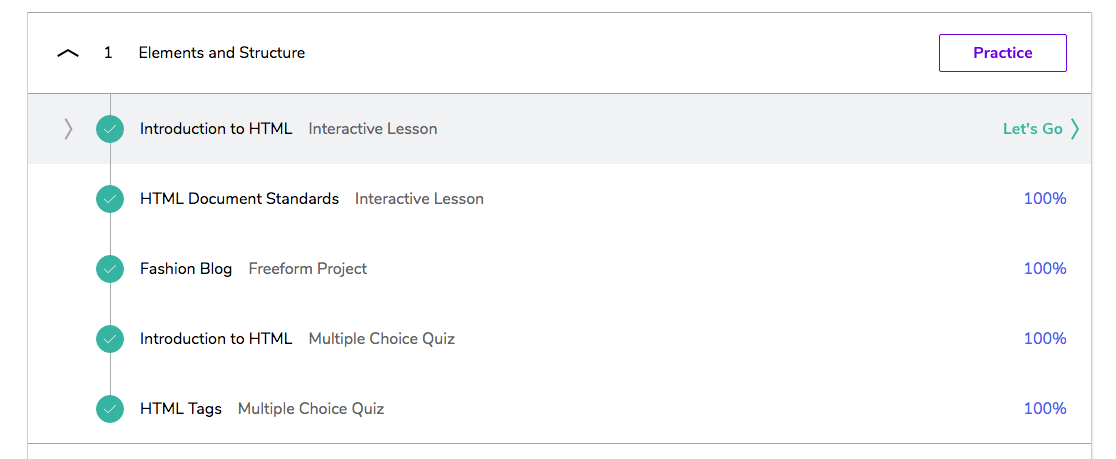 1 Elements and Structure Practice
Introduction to HTML Interactive Lesson Let's Go
HTML Document Standards Interactive Lesson 100%
Fashion Blog Freeform Project 100%
Introduction to HTML Multiple Choice Quiz 100%
HTML Tags Multiple Choice Quiz 100%